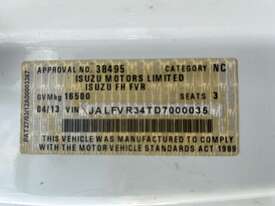 APPROVAL NO. 38495 CATEGORY NC
ISUZU MOTORS LIMITED
ISUZU FH FVR
GVMkg 16500 SEATS 3
04/13 VIN JALFVR34TD7000035
THIS VEHICLE WAS MANUFACTURED TO COMPLY
WITH THE MOTOR VEHICLE STANDARDS ACT 1989